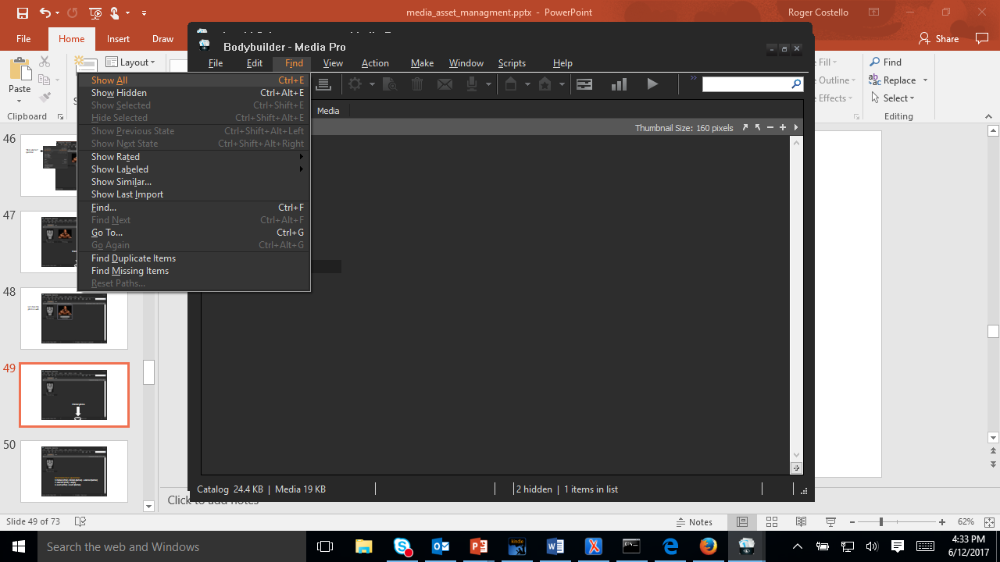 media_asset_managment.pptx - PowerPoint
Roger Costello
File
Home
Insert
Draw
Share
Paste
Clipboard
Layout
Fill
Outline
Effects
Find
Replace
Select
Editing
Bodybuilder - Media Pro
File Edit Find View Action Make Window Scripts Help
Show All Ctrl+E
Show Hidden Ctrl+Alt+E
Show Selected Ctrl+Shift+E
Hide Selected Ctrl+Shift+Alt+E
Show Previous State Ctrl+Shift+Alt+Left
Show Next State Ctrl+Shift+Alt+Right
Show Rated
Show Labeled
Show Similar...
Show Last Import
Find... Ctrl+F
Find Next Ctrl+Alt+F
Go To... Ctrl+G
Go Again Ctrl+Alt+G
Find Duplicate Items
Find Missing Items
Reset Paths...
Media
Thumbnail Size: 160 pixels
46
47
48
49
50
Catalog 24.4 KB | Media 19 KB
2 hidden | 1 items in list
Click to add notes
Slide 49 of 73
Notes
62%
Search the web and Windows
kindle
4:33 PM
6/12/2017